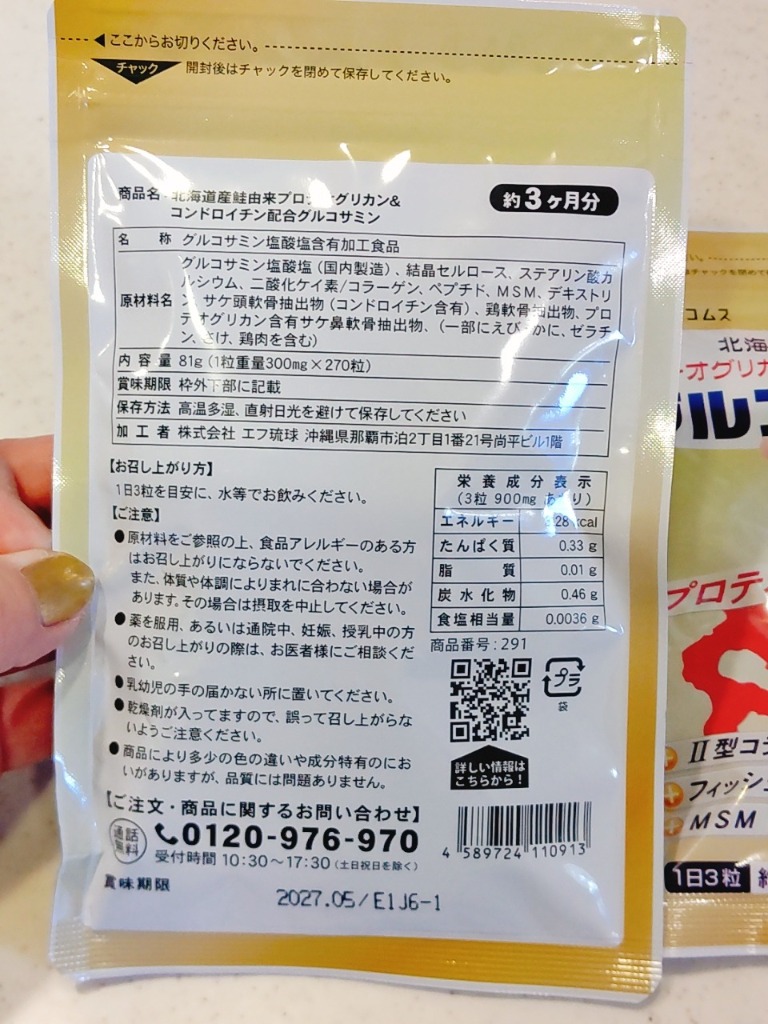 ここからお切りください。
チャック 開封後はチャックを閉めて保存してください。
商品名 北海道産鮭由来プロテオグリカン&
コンドロイチン配合グルコサミン
約3ヶ月分
名称 グルコサミン塩酸塩含有加工食品
原材料名 グルコサミン塩酸塩(国内製造)、結晶セルロース、ステアリン酸カ
ルシウム、二酸化ケイ素/コラーゲン、ペプチド、MSM、デキストリ
ン、サケ頭軟骨抽出物(コンドロイチン含有)、鶏軟骨抽出物、プロ
テオグリカン含有サケ鼻軟骨抽出物、(一部にえび・かに、ゼラチ
ン、さけ、鶏肉を含む)
内容量 81g(1粒重量300mg×270粒)
賞味期限 枠外下部に記載
保存方法 高温多湿、直射日光を避けて保存してください
加工者 株式会社 エフ琉球 沖縄県那覇市泊2丁目1番21号尚平ビル1階
【お召し上がり方】
1日3粒を目安に、水等でお飲みください。
【ご注意】
●原材料をご参照の上、食品アレルギーのある方
はお召し上がりにならないでください。
また、体質や体調によりまれに合わない場合が
あります。その場合は摂取を中止してください。
●薬を服用、あるいは通院中、妊娠、授乳中の方
のお召し上がりの際は、お医者様にご相談くだ
さい。
●乳幼児の手の届かない所に置いてください。
●乾燥剤が入ってますので、誤って召し上がらな
いようご注意ください。
●商品により多少の色の違いや成分特有のにお
いがありますが、品質には問題ありません。
栄養成分表示
(3粒 900mg あたり)
エネルギー 3.28 kcal
たんぱく質 0.33 g
脂質 0.01 g
炭水化物 0.46 g
食塩相当量 0.0036 g
商品番号:291
プラ
袋
詳しい情報は
こちらから!
【ご注文・商品に関するお問い合わせ】
通話無料 0120-976-970
受付時間 10:30~17:30(土日祝日を除く)
4 589724 110913
賞味期限
2027.05/E1J6-1
コムス
北海
オグリカ
ルコ
プロテ
II型コラ
フィッシュ
MSM
1日3粒